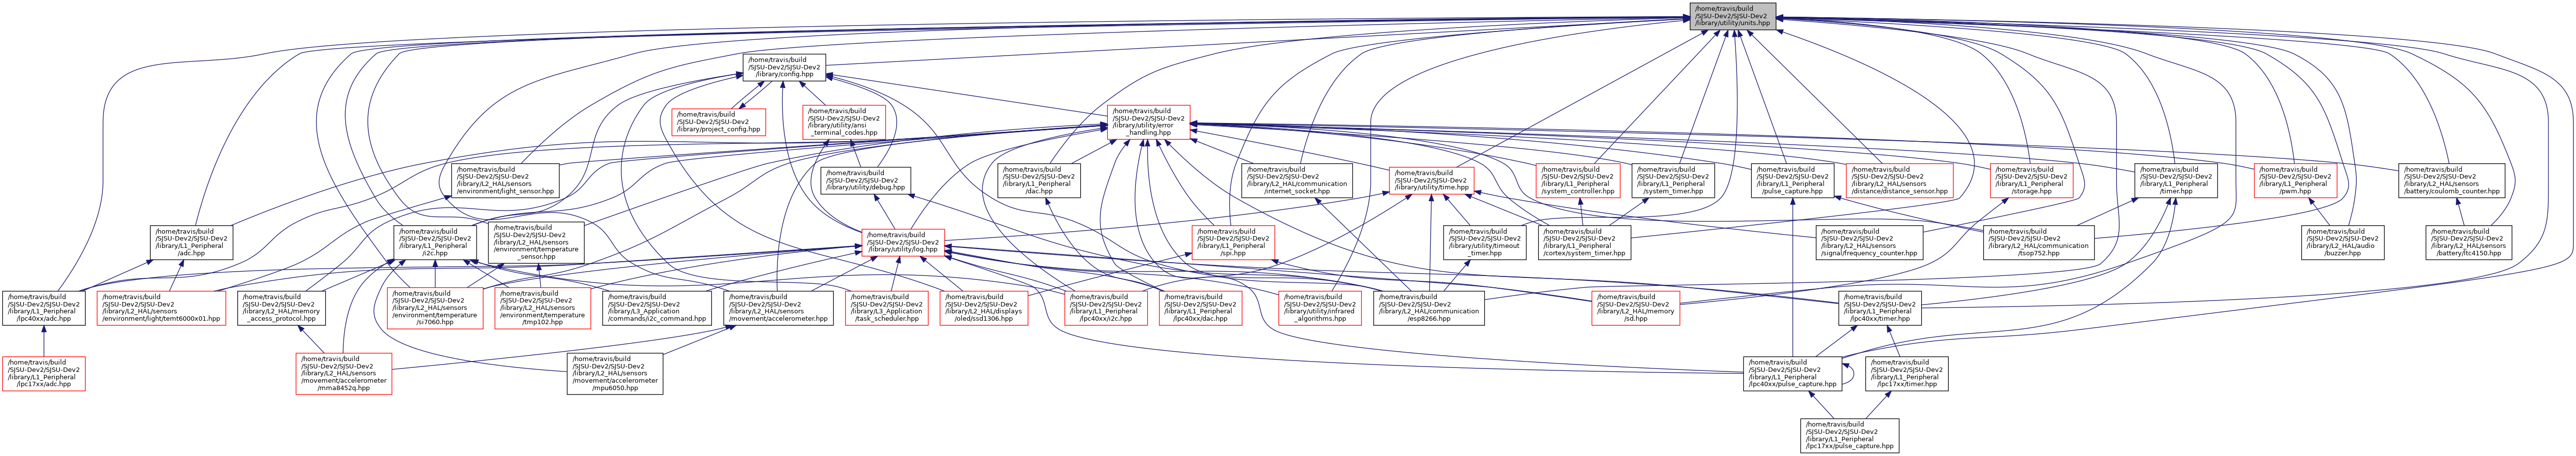 /home/travis/build
/SJSU-Dev2/SJSU-Dev2
/library/utility/units.hpp
/home/travis/build
/SJSU-Dev2/SJSU-Dev2
/library/config.hpp
/home/travis/build
/SJSU-Dev2/SJSU-Dev2
/library/project_config.hpp
/home/travis/build
/SJSU-Dev2/SJSU-Dev2
/library/utility/ansi
_terminal_codes.hpp
/home/travis/build
/SJSU-Dev2/SJSU-Dev2
/library/utility/error
_handling.hpp
/home/travis/build
/SJSU-Dev2/SJSU-Dev2
/library/L2_HAL/sensors
/environment/light_sensor.hpp
/home/travis/build
/SJSU-Dev2/SJSU-Dev2
/library/utility/debug.hpp
/home/travis/build
/SJSU-Dev2/SJSU-Dev2
/library/L1_Peripheral
/dac.hpp
/home/travis/build
/SJSU-Dev2/SJSU-Dev2
/library/L2_HAL/communication
/internet_socket.hpp
/home/travis/build
/SJSU-Dev2/SJSU-Dev2
/library/utility/time.hpp
/home/travis/build
/SJSU-Dev2/SJSU-Dev2
/library/L1_Peripheral
/system_controller.hpp
/home/travis/build
/SJSU-Dev2/SJSU-Dev2
/library/L1_Peripheral
/system_timer.hpp
/home/travis/build
/SJSU-Dev2/SJSU-Dev2
/library/L1_Peripheral
/pulse_capture.hpp
/home/travis/build
/SJSU-Dev2/SJSU-Dev2
/library/L2_HAL/sensors
/distance/distance_sensor.hpp
/home/travis/build
/SJSU-Dev2/SJSU-Dev2
/library/L1_Peripheral
/storage.hpp
/home/travis/build
/SJSU-Dev2/SJSU-Dev2
/library/L1_Peripheral
/timer.hpp
/home/travis/build
/SJSU-Dev2/SJSU-Dev2
/library/L1_Peripheral
/pwm.hpp
/home/travis/build
/SJSU-Dev2/SJSU-Dev2
/library/L2_HAL/sensors
/battery/coulomb_counter.hpp
/home/travis/build
/SJSU-Dev2/SJSU-Dev2
/library/L1_Peripheral
/adc.hpp
/home/travis/build
/SJSU-Dev2/SJSU-Dev2
/library/L1_Peripheral
/i2c.hpp
/home/travis/build
/SJSU-Dev2/SJSU-Dev2
/library/L2_HAL/sensors
/environment/temperature
_sensor.hpp
/home/travis/build
/SJSU-Dev2/SJSU-Dev2
/library/utility/log.hpp
/home/travis/build
/SJSU-Dev2/SJSU-Dev2
/library/L1_Peripheral
/spi.hpp
/home/travis/build
/SJSU-Dev2/SJSU-Dev2
/library/utility/timeout
_timer.hpp
/home/travis/build
/SJSU-Dev2/SJSU-Dev2
/library/L1_Peripheral
/cortex/system_timer.hpp
/home/travis/build
/SJSU-Dev2/SJSU-Dev2
/library/L2_HAL/sensors
/signal/frequency_counter.hpp
/home/travis/build
/SJSU-Dev2/SJSU-Dev2
/library/L2_HAL/communication
/tsop752.hpp
/home/travis/build
/SJSU-Dev2/SJSU-Dev2
/library/L2_HAL/audio
/buzzer.hpp
/home/travis/build
/SJSU-Dev2/SJSU-Dev2
/library/L2_HAL/sensors
/battery/ltc4150.hpp
/home/travis/build
/SJSU-Dev2/SJSU-Dev2
/library/L1_Peripheral
/lpc40xx/adc.hpp
/home/travis/build
/SJSU-Dev2/SJSU-Dev2
/library/L2_HAL/sensors
/environment/light/temt6000x01.hpp
/home/travis/build
/SJSU-Dev2/SJSU-Dev2
/library/L2_HAL/memory
_access_protocol.hpp
/home/travis/build
/SJSU-Dev2/SJSU-Dev2
/library/L2_HAL/sensors
/environment/temperature
/si7060.hpp
/home/travis/build
/SJSU-Dev2/SJSU-Dev2
/library/L2_HAL/sensors
/environment/temperature
/tmp102.hpp
/home/travis/build
/SJSU-Dev2/SJSU-Dev2
/library/L3_Application
/commands/i2c_command.hpp
/home/travis/build
/SJSU-Dev2/SJSU-Dev2
/library/L2_HAL/sensors
/movement/accelerometer.hpp
/home/travis/build
/SJSU-Dev2/SJSU-Dev2
/library/L3_Application
/task_scheduler.hpp
/home/travis/build
/SJSU-Dev2/SJSU-Dev2
/library/L2_HAL/displays
/oled/ssd1306.hpp
/home/travis/build
/SJSU-Dev2/SJSU-Dev2
/library/L1_Peripheral
/lpc40xx/i2c.hpp
/home/travis/build
/SJSU-Dev2/SJSU-Dev2
/library/L1_Peripheral
/lpc40xx/dac.hpp
/home/travis/build
/SJSU-Dev2/SJSU-Dev2
/library/utility/infrared
_algorithms.hpp
/home/travis/build
/SJSU-Dev2/SJSU-Dev2
/library/L2_HAL/communication
/esp8266.hpp
/home/travis/build
/SJSU-Dev2/SJSU-Dev2
/library/L2_HAL/memory
/sd.hpp
/home/travis/build
/SJSU-Dev2/SJSU-Dev2
/library/L1_Peripheral
/lpc40xx/timer.hpp
/home/travis/build
/SJSU-Dev2/SJSU-Dev2
/library/L1_Peripheral
/lpc17xx/adc.hpp
/home/travis/build
/SJSU-Dev2/SJSU-Dev2
/library/L2_HAL/sensors
/movement/accelerometer
/mma8452q.hpp
/home/travis/build
/SJSU-Dev2/SJSU-Dev2
/library/L2_HAL/sensors
/movement/accelerometer
/mpu6050.hpp
/home/travis/build
/SJSU-Dev2/SJSU-Dev2
/library/L1_Peripheral
/lpc40xx/pulse_capture.hpp
/home/travis/build
/SJSU-Dev2/SJSU-Dev2
/library/L1_Peripheral
/lpc17xx/timer.hpp
/home/travis/build
/SJSU-Dev2/SJSU-Dev2
/library/L1_Peripheral
/lpc17xx/pulse_capture.hpp